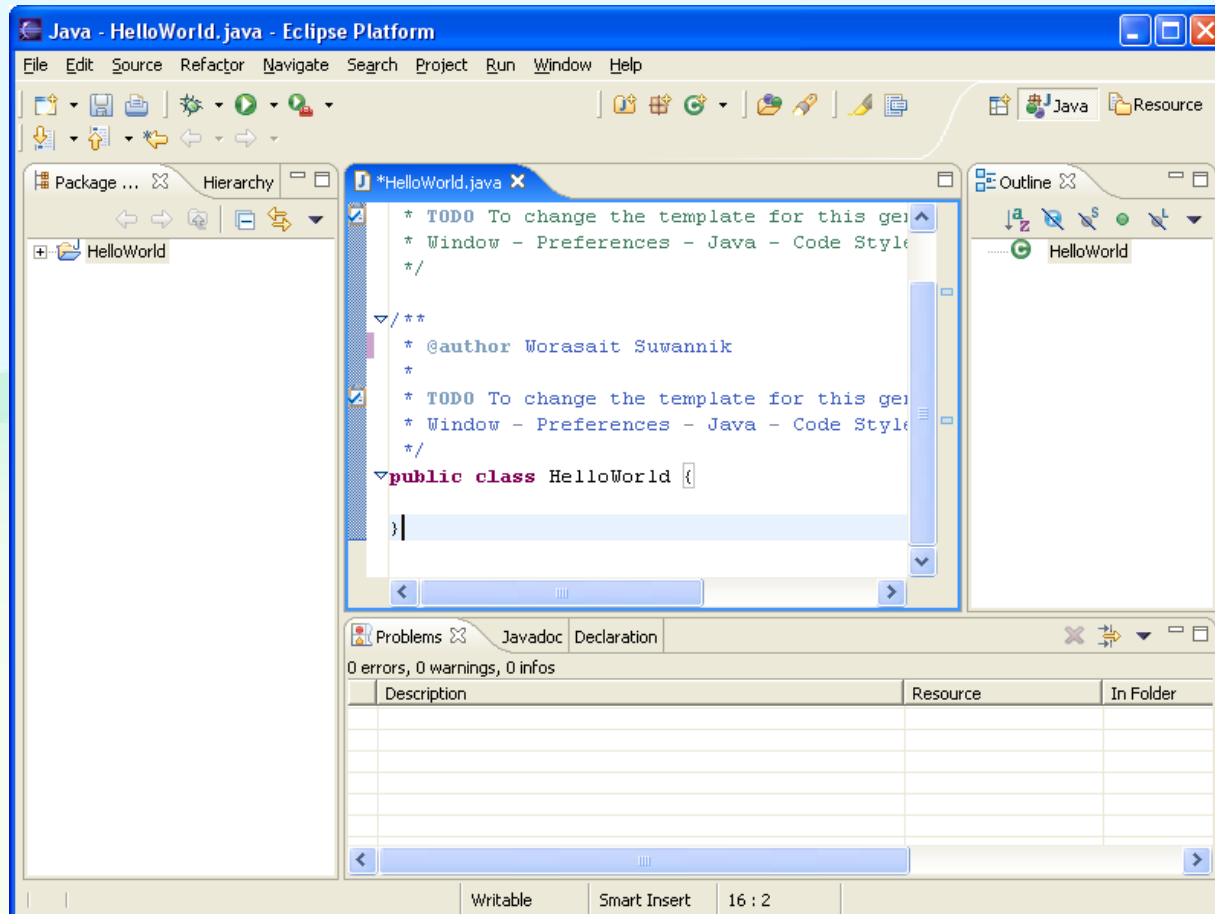 Java - HelloWorld.java - Eclipse Platform
File Edit Source Refactor Navigate Search Project Run Window Help
Java Resource
Package ... Hierarchy
HelloWorld
*HelloWorld.java
* TODO To change the template for this gen
* Window - Preferences - Java - Code Style
*/
/**
* @author Worasait Suwannik
*
* TODO To change the template for this gen
* Window - Preferences - Java - Code Style
*/
public class HelloWorld {
}
Outline
HelloWorld
Problems Javadoc Declaration
0 errors, 0 warnings, 0 infos
Description Resource In Folder
Writable Smart Insert 16 : 2